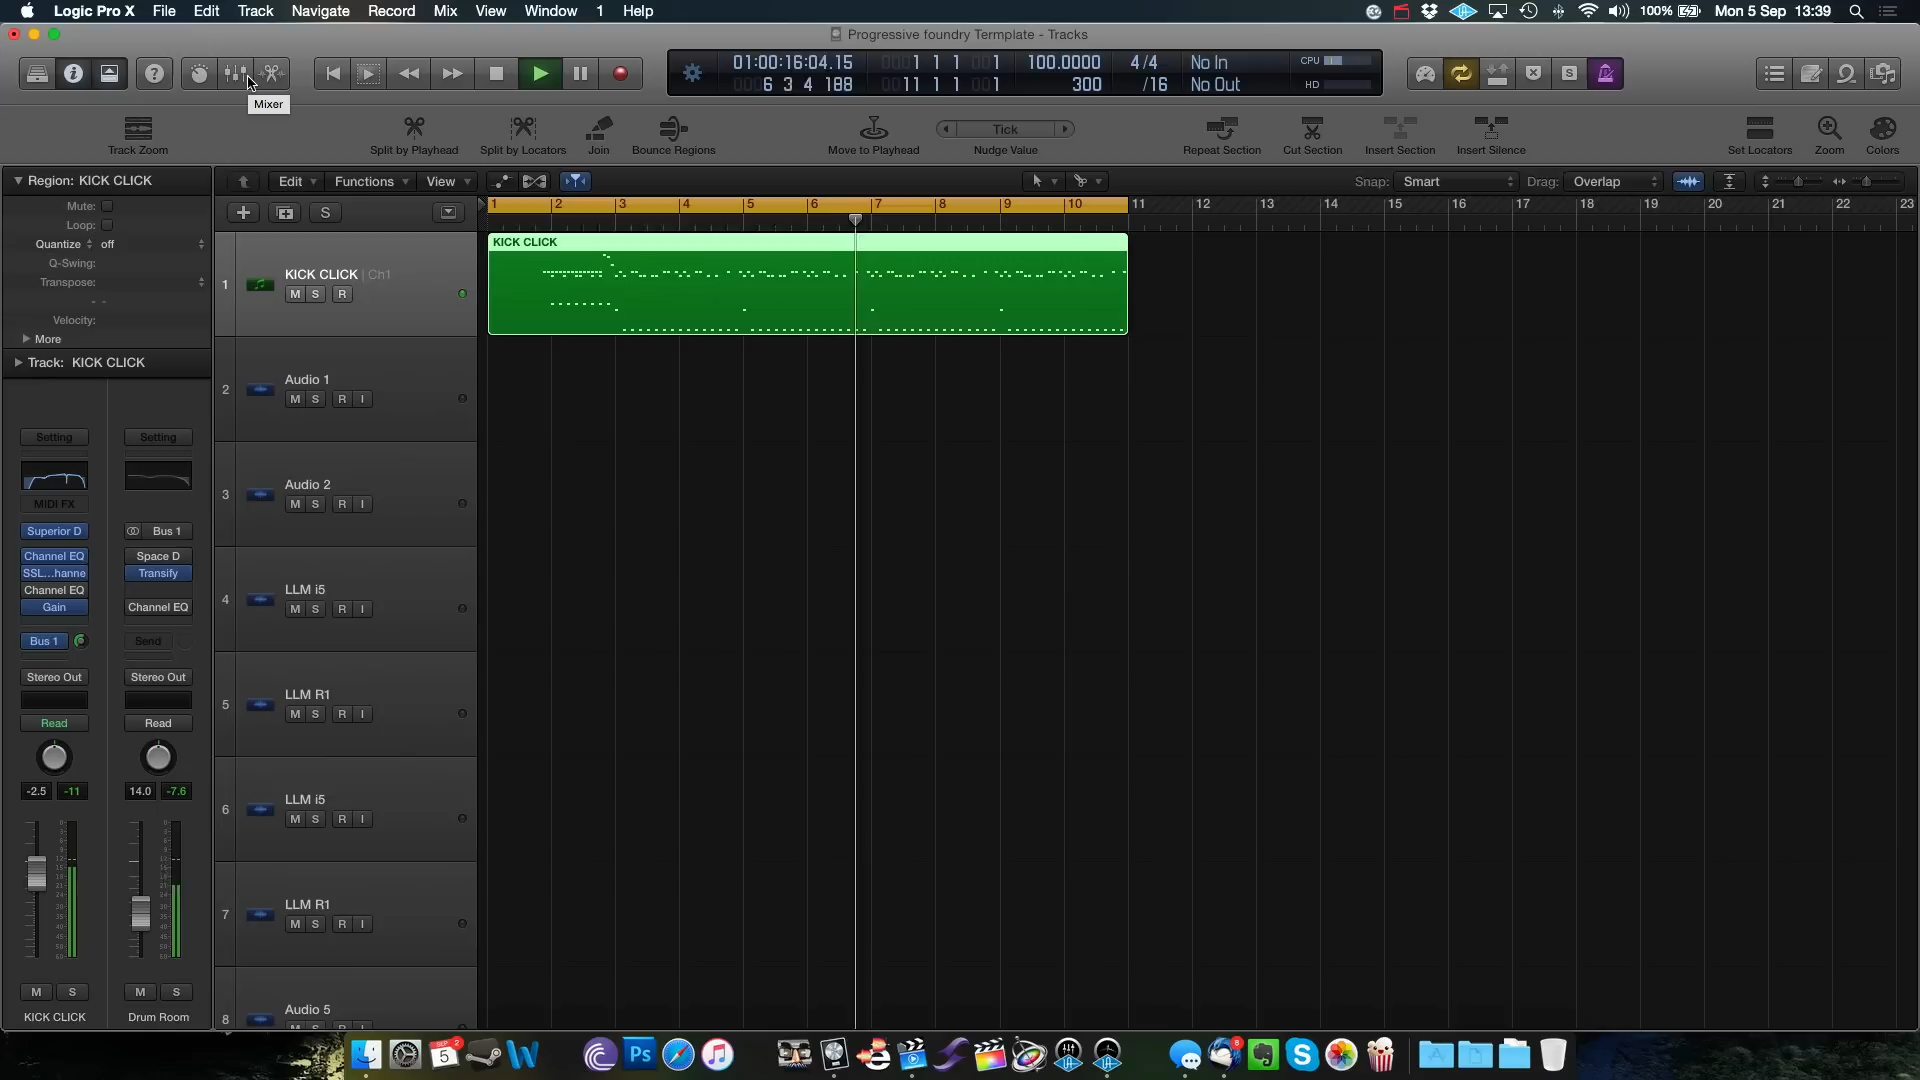 Logic Pro X File Edit Track Navigate Record Mix View Window 1 Help 100% Mon 5 Sep 13:39
Progressive foundry Termplate - Tracks
01:00:16:04.15 1 1 1 1 100.0000 4/4 No In CPU
6 3 4 188 11 1 1 1 300 /16 No Out HD
Mixer
Track Zoom Split by Playhead Split by Locators Join Bounce Regions Move to Playhead Tick Nudge Value Repeat Section Cut Section Insert Section Insert Silence Set Locators Zoom Colors
Region: KICK CLICK
Edit Functions View Snap: Smart Drag: Overlap
Mute:
Loop:
Quantize off
Q-Swing:
Transpose:
- -
Velocity:
More
Track: KICK CLICK
S
1 2 3 4 5 6 7 8 9 10 11 12 13 14 15 16 17 18 19 20 21 22 23
KICK CLICK
1 KICK CLICK | Ch1
M S R
2 Audio 1
M S R I
3 Audio 2
M S R I
4 LLM i5
M S R I
5 LLM R1
M S R I
6 LLM i5
M S R I
7 LLM R1
M S R I
8 Audio 5
M S R I
Setting Setting
MIDI FX
Superior D Bus 1
Channel EQ Space D
SSL...hanne Transify
Channel EQ
Gain Channel EQ
Bus 1 Send
Stereo Out Stereo Out
Read Read
-2.5 -11 14.0 -7.6
M S M S
KICK CLICK Drum Room
SEP 2
5
W
Ps
8
S